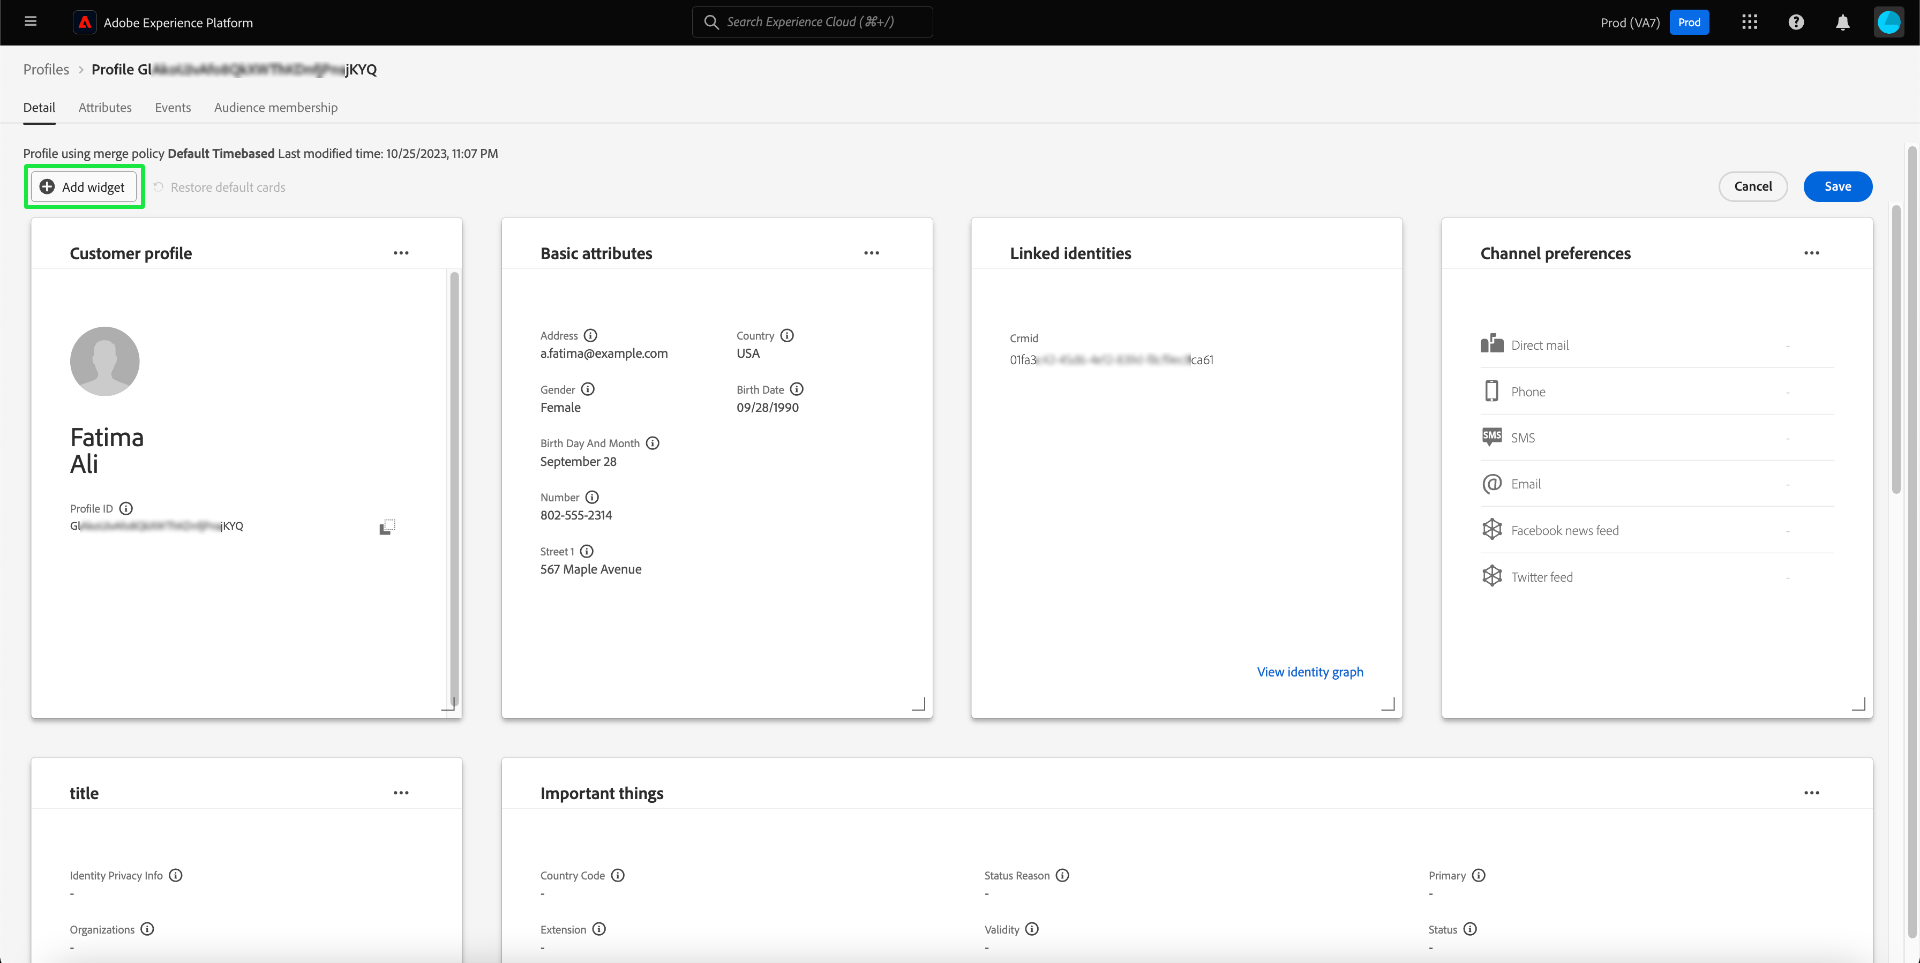 Adobe Experience Platform
Search Experience Cloud (⌘+/)
Prod (VA7)
Prod
Profiles > Profile Gl jKYQ
Detail Attributes Events Audience membership
Profile using merge policy Default Timebased Last modified time: 10/25/2023, 11:07 PM
Add widget
Restore default cards
Cancel
Save
Customer profile
Fatima
Ali
Profile ID
Gl jKYQ
Basic attributes
Address
a.fatima@example.com
Country
USA
Gender
Female
Birth Date
09/28/1990
Birth Day And Month
September 28
Number
802-555-2314
Street 1
567 Maple Avenue
Linked identities
Crmid
01fa3 ca61
View identity graph
Channel preferences
Direct mail -
Phone -
SMS
SMS -
Email -
Facebook news feed -
Twitter feed -
title
Identity Privacy Info
-
Organizations
-
Important things
Country Code
-
Status Reason
-
Primary
-
Extension
-
Validity
-
Status
-